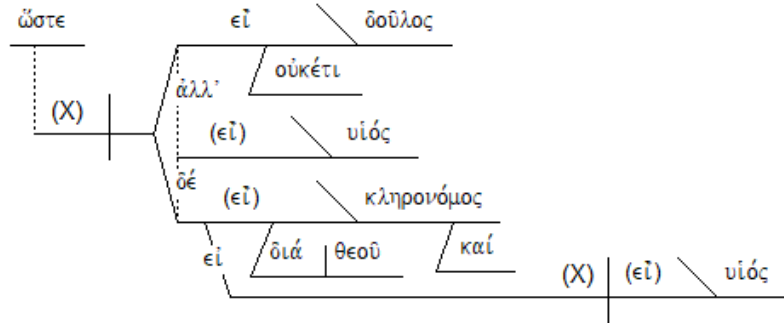 ὥστε εἶ δοῦλος
οὐκέτι
ἀλλ’
(X) (εἶ) υἱός
δέ (εἶ) κληρονόμος
εἰ διά θεοῦ καί
(X) (εἶ) υἱός